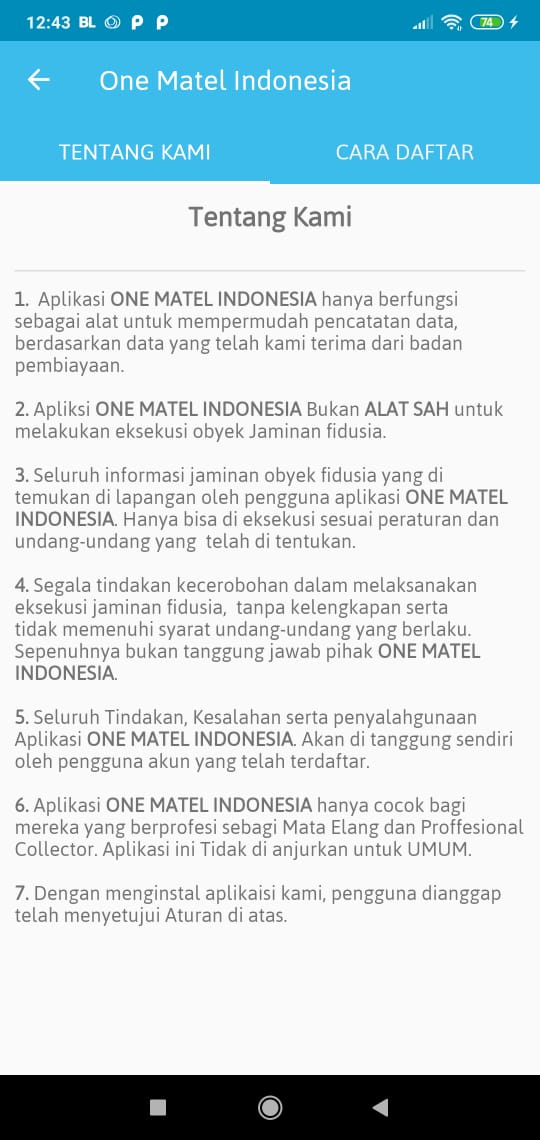 12:43 BL P P 74
One Matel Indonesia
TENTANG KAMI CARA DAFTAR
Tentang Kami
1. Aplikasi ONE MATEL INDONESIA hanya berfungsi
sebagai alat untuk mempermudah pencatatan data,
berdasarkan data yang telah kami terima dari badan
pembiayaan.
2. Apliksi ONE MATEL INDONESIA Bukan ALAT SAH untuk
melakukan eksekusi obyek Jaminan fidusia.
3. Seluruh informasi jaminan obyek fidusia yang di
temukan di lapangan oleh pengguna aplikasi ONE MATEL
INDONESIA. Hanya bisa di eksekusi sesuai peraturan dan
undang-undang yang telah di tentukan.
4. Segala tindakan kecerobohan dalam melaksanakan
eksekusi jaminan fidusia, tanpa kelengkapan serta
tidak memenuhi syarat undang-undang yang berlaku.
Sepenuhnya bukan tanggung jawab pihak ONE MATEL
INDONESIA.
5. Seluruh Tindakan, Kesalahan serta penyalahgunaan
Aplikasi ONE MATEL INDONESIA. Akan di tanggung sendiri
oleh pengguna akun yang telah terdaftar.
6. Aplikasi ONE MATEL INDONESIA hanya cocok bagi
mereka yang berprofesi sebagi Mata Elang dan Proffesional
Collector. Aplikasi ini Tidak di anjurkan untuk UMUM.
7. Dengan menginstal aplikaisi kami, pengguna dianggap
telah menyetujui Aturan di atas.